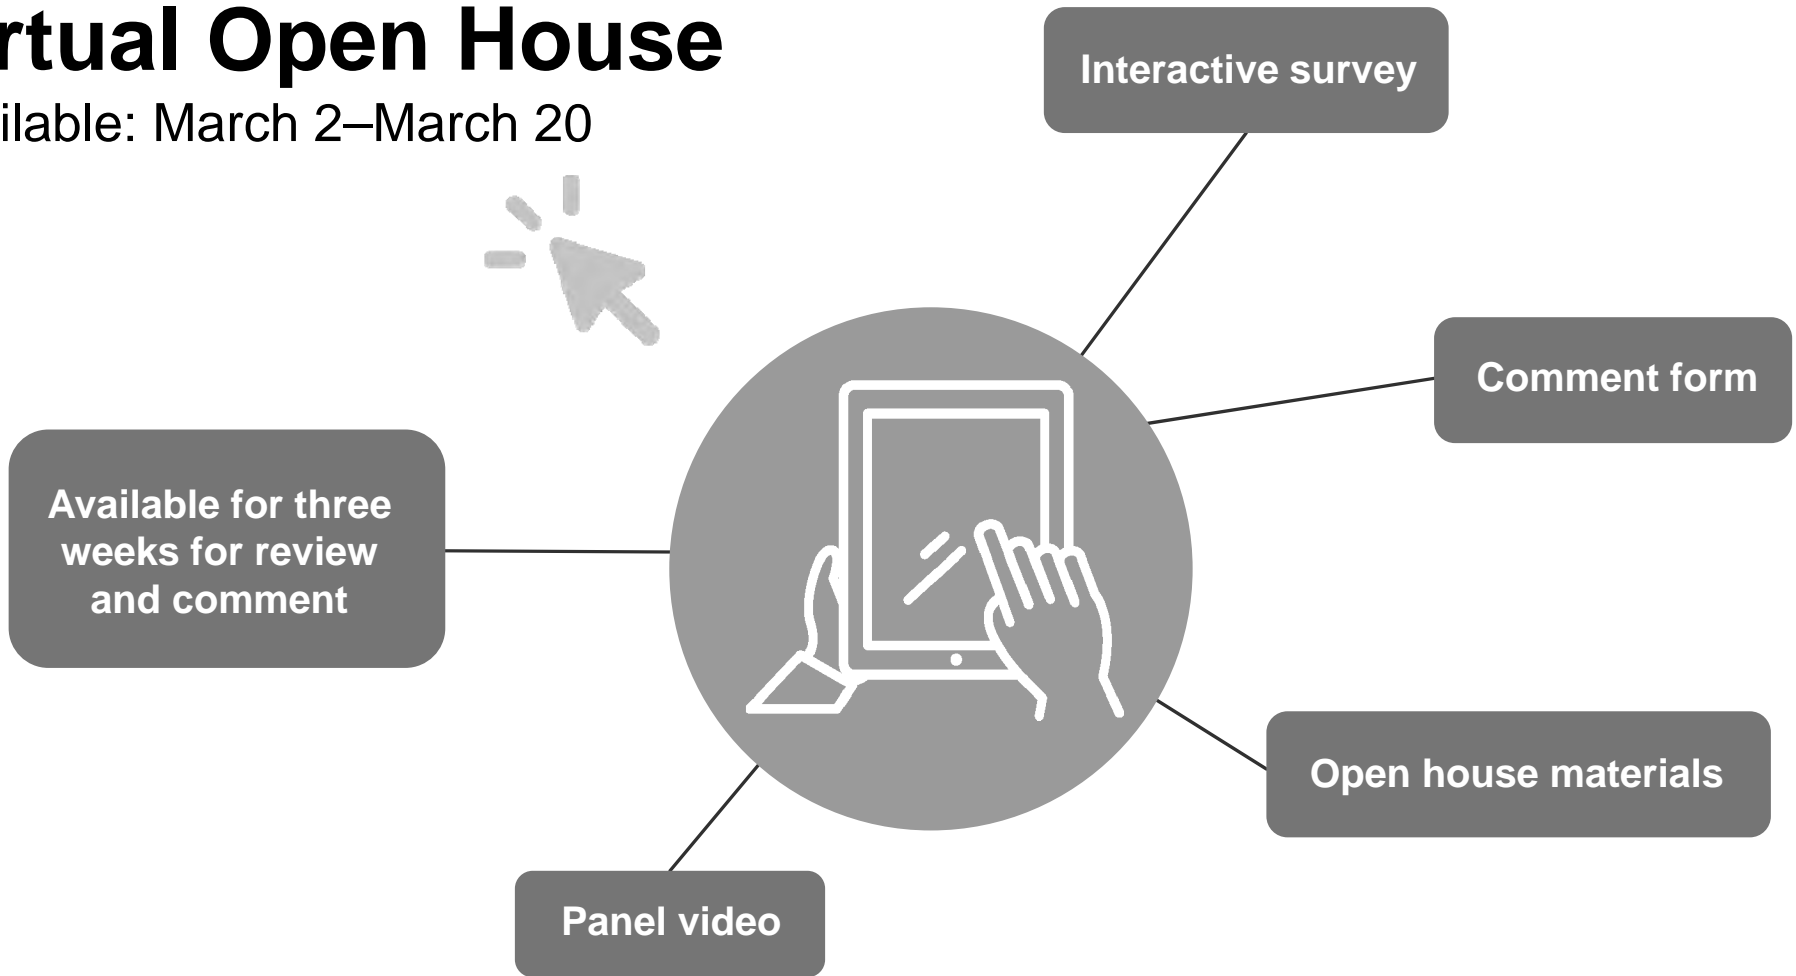 rtual Open House
ilable: March 2–March 20
Interactive survey
Comment form
Available for three
weeks for review
and comment
Open house materials
Panel video